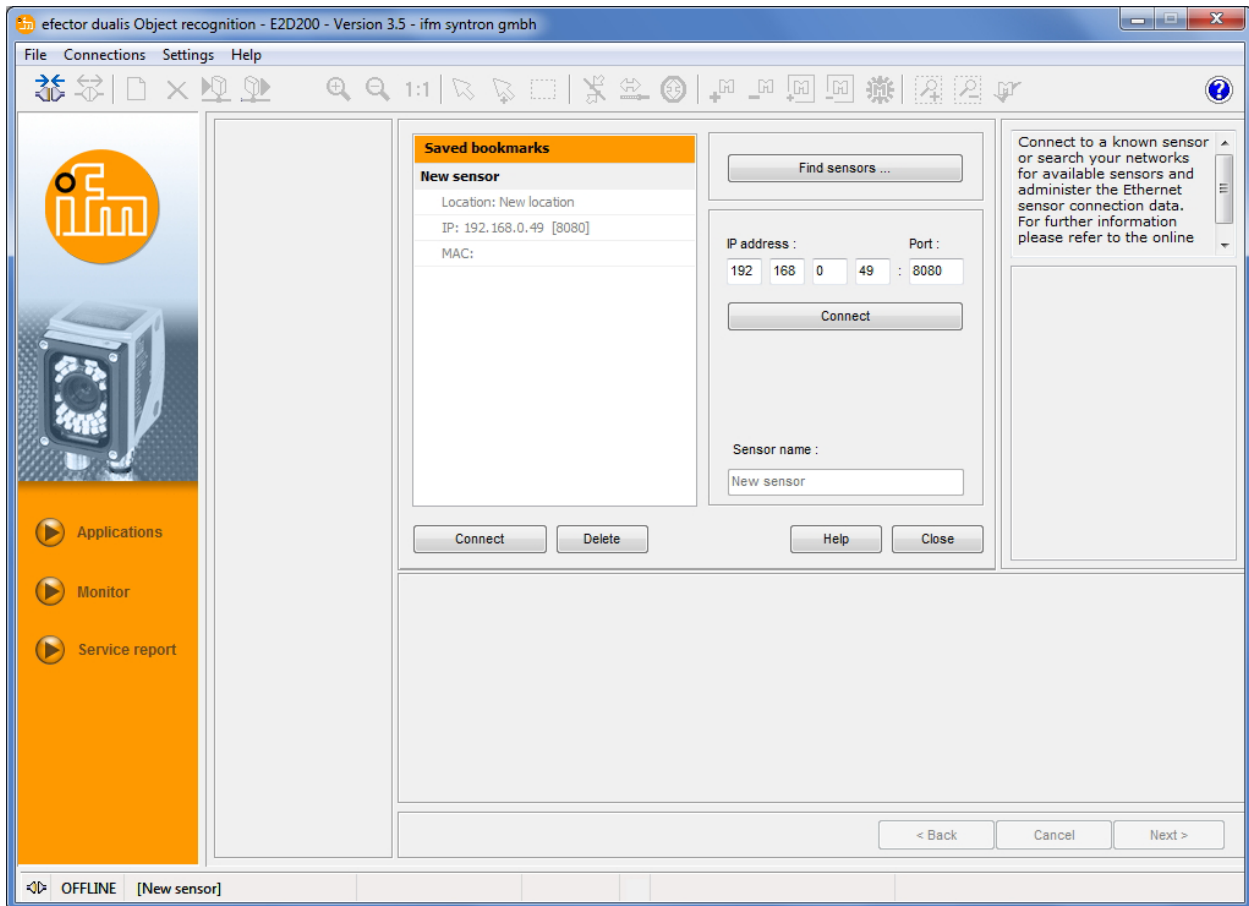 efector dualis Object recognition - E2D200 - Version 3.5 - ifm syntron gmbh
File Connections Settings Help
1:1
ifm
Applications
Monitor
Service report
Saved bookmarks
New sensor
Location: New location
IP: 192.168.0.49 [8080]
MAC:
Connect Delete
Find sensors ...
IP address : Port :
192 168 0 49 : 8080
Connect
Sensor name :
New sensor
Help Close
Connect to a known sensor
or search your networks
for available sensors and
administer the Ethernet
sensor connection data.
For further information
please refer to the online
< Back Cancel Next >
OFFLINE [New sensor]